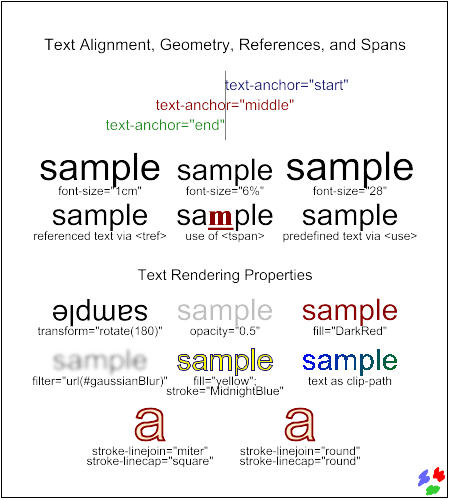 Text Alignment, Geometry, References, and Spans
text-anchor="start"
text-anchor="middle"
text-anchor="end"
sample sample sample
font-size="1cm" font-size="6%" font-size="28"
sample sample sample
referenced text via <tref> use of <tspan> predefined text via <use>
Text Rendering Properties
sample sample sample
transform="rotate(180)" opacity="0.5" fill="DarkRed"
sample sample sample
filter="url(#gaussianBlur)" fill="yellow"; text as clip-path
stroke="MidnightBlue"
a a
stroke-linejoin="miter" stroke-linejoin="round"
stroke-linecap="square" stroke-linecap="round"